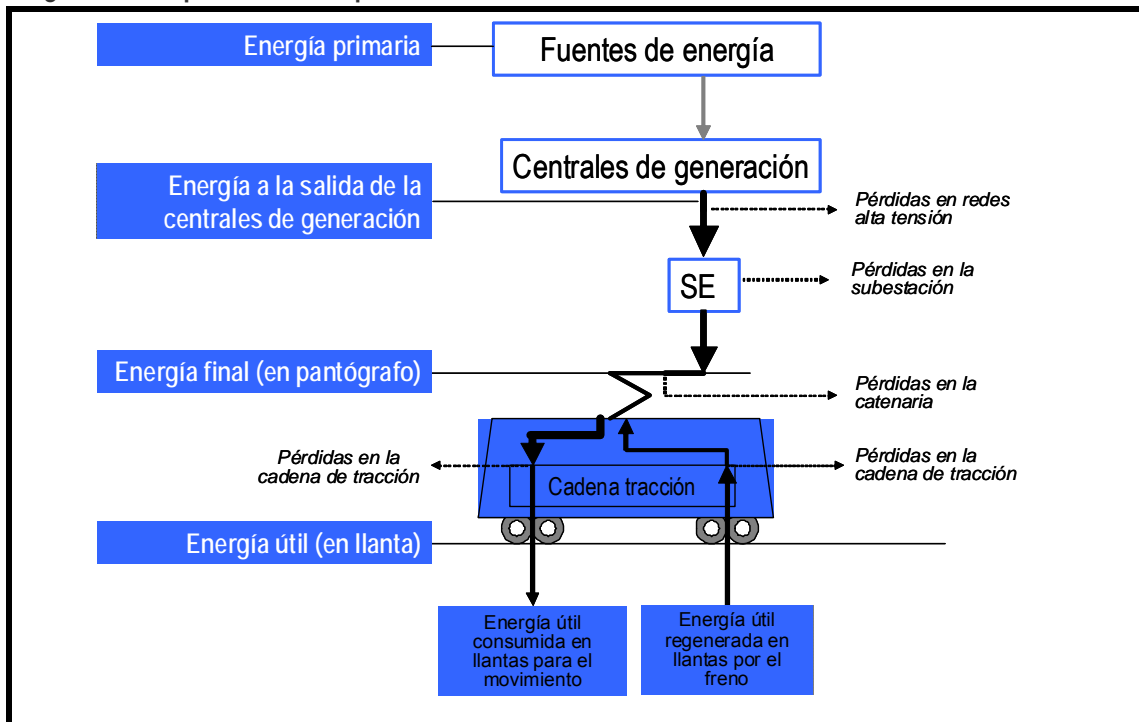 Energía primaria
Fuentes de energía
Centrales de generación
Energía a la salida de la
centrales de generación
Pérdidas en redes
alta tensión
SE
Pérdidas en la
subestación
Energía final (en pantógrafo)
Pérdidas en la
catenaria
Pérdidas en la
cadena de tracción
Cadena tracción
Pérdidas en la
cadena de tracción
Energía útil (en llanta)
Energía útil
consumida en
llantas para el
movimiento
Energía útil
regenerada en
llantas por el
freno